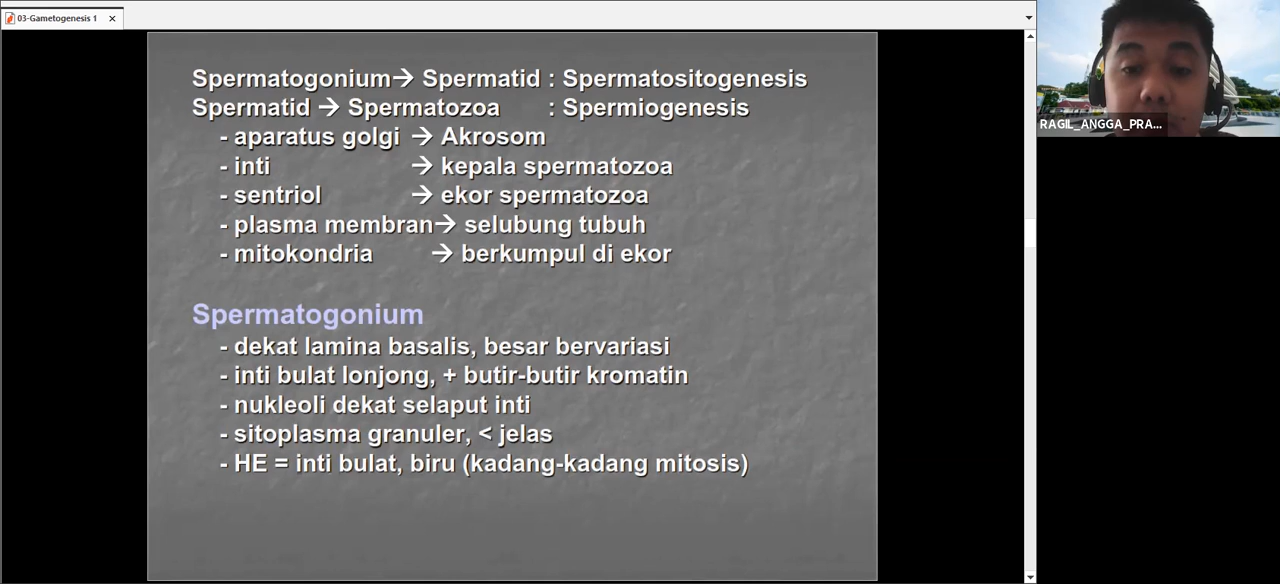 03-Gametogenesis 1
Spermatogonium→ Spermatid : Spermatositogenesis
Spermatid → Spermatozoa : Spermiogenesis
- aparatus golgi → Akrosom
- inti → kepala spermatozoa
- sentriol → ekor spermatozoa
- plasma membran→ selubung tubuh
- mitokondria → berkumpul di ekor
Spermatogonium
- dekat lamina basalis, besar bervariasi
- inti bulat lonjong, + butir-butir kromatin
- nukleoli dekat selaput inti
- sitoplasma granuler, < jelas
- HE = inti bulat, biru (kadang-kadang mitosis)
RAGIL_ANGGA_PRA...